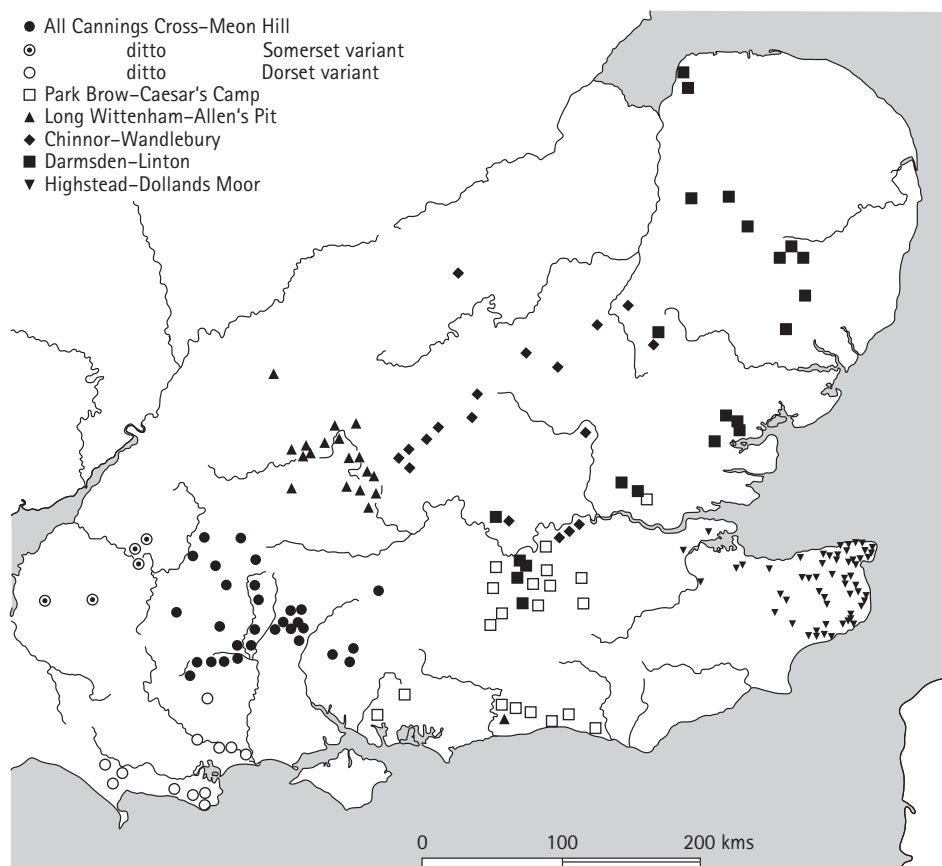 All Cannings Cross–Meon Hill
ditto Somerset variant
ditto Dorset variant
Park Brow–Caesar's Camp
Long Wittenham–Allen's Pit
Chinnor–Wandlebury
Darmsden–Linton
Highstead–Dollands Moor
0 100 200 kms